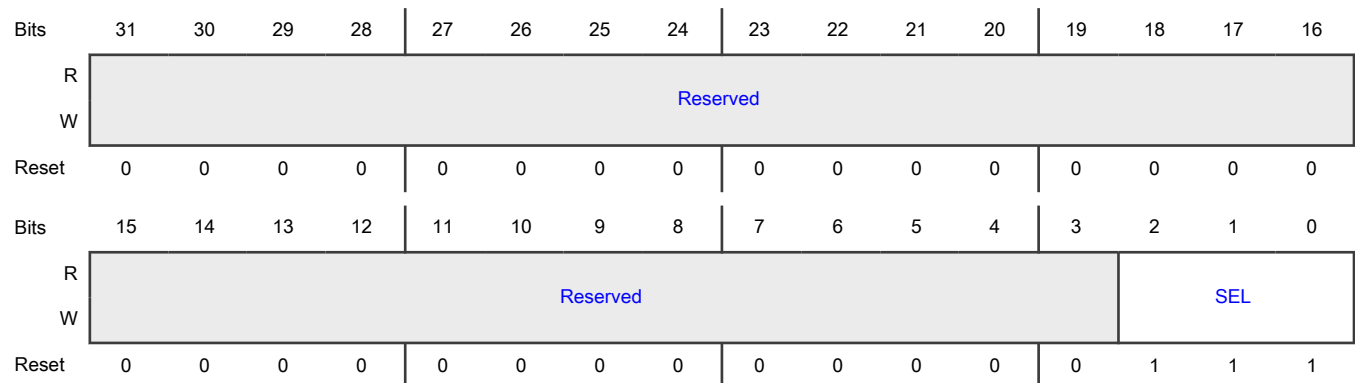 Bits 31 30 29 28 27 26 25 24 23 22 21 20 19 18 17 16
R
Reserved
W
Reset 0 0 0 0 0 0 0 0 0 0 0 0 0 0 0 0
Bits 15 14 13 12 11 10 9 8 7 6 5 4 3 2 1 0
R
Reserved SEL
W
Reset 0 0 0 0 0 0 0 0 0 0 0 0 0 1 1 1